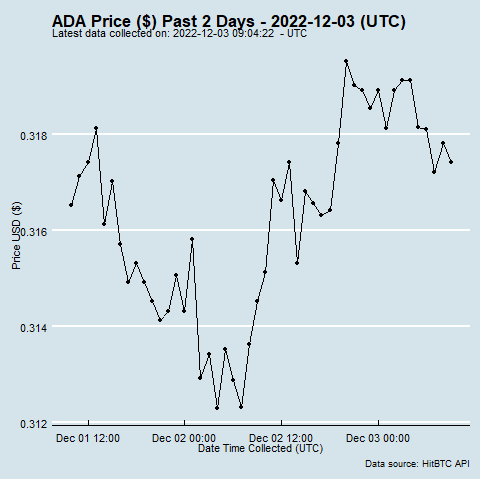 ADA Price ($) Past 2 Days - 2022-12-03 (UTC)
Latest data collected on: 2022-12-03 09:04:22  - UTC
0.318
0.316
0.314
0.312
Price USD ($)
Dec 01 12:00 Dec 02 00:00 Dec 02 12:00 Dec 03 00:00
Date Time Collected (UTC)
Data source: HitBTC API